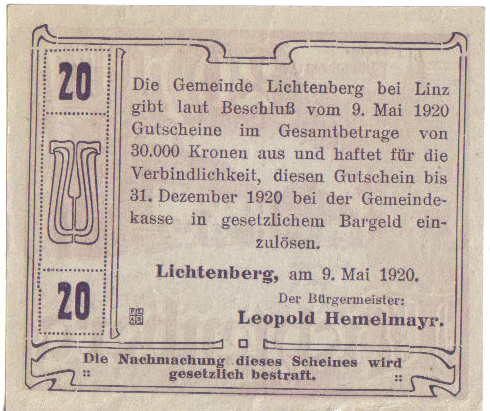 20
Die Gemeinde Lichtenberg bei Linz
gibt laut Beschluß vom 9. Mai 1920
Gutscheine im Gesamtbetrage von
30.000 Kronen aus und haftet für die
Verbindlichkeit, diesen Gutschein bis
31. Dezember 1920 bei der Gemeinde-
kasse in gesetzlichem Bargeld ein-
zulösen.
Lichtenberg, am 9. Mai 1920.
Der Bürgermeister:
Leopold Hemelmayr.
20
Die Nachmachung dieses Scheines wird
:: gesetzlich bestraft. ::